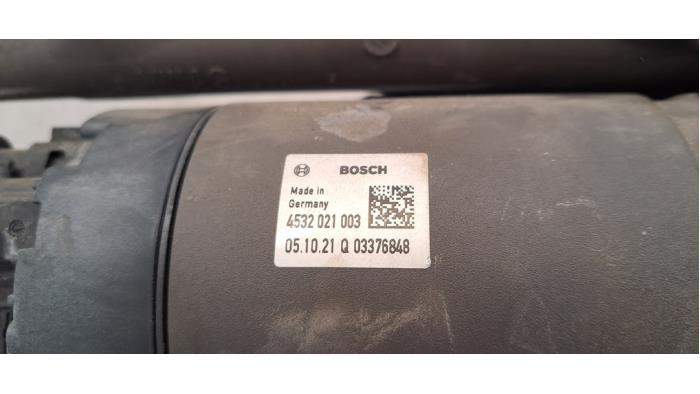 BOSCH
Made in
Germany
4532 021 003
05.10.21 Q 03376848